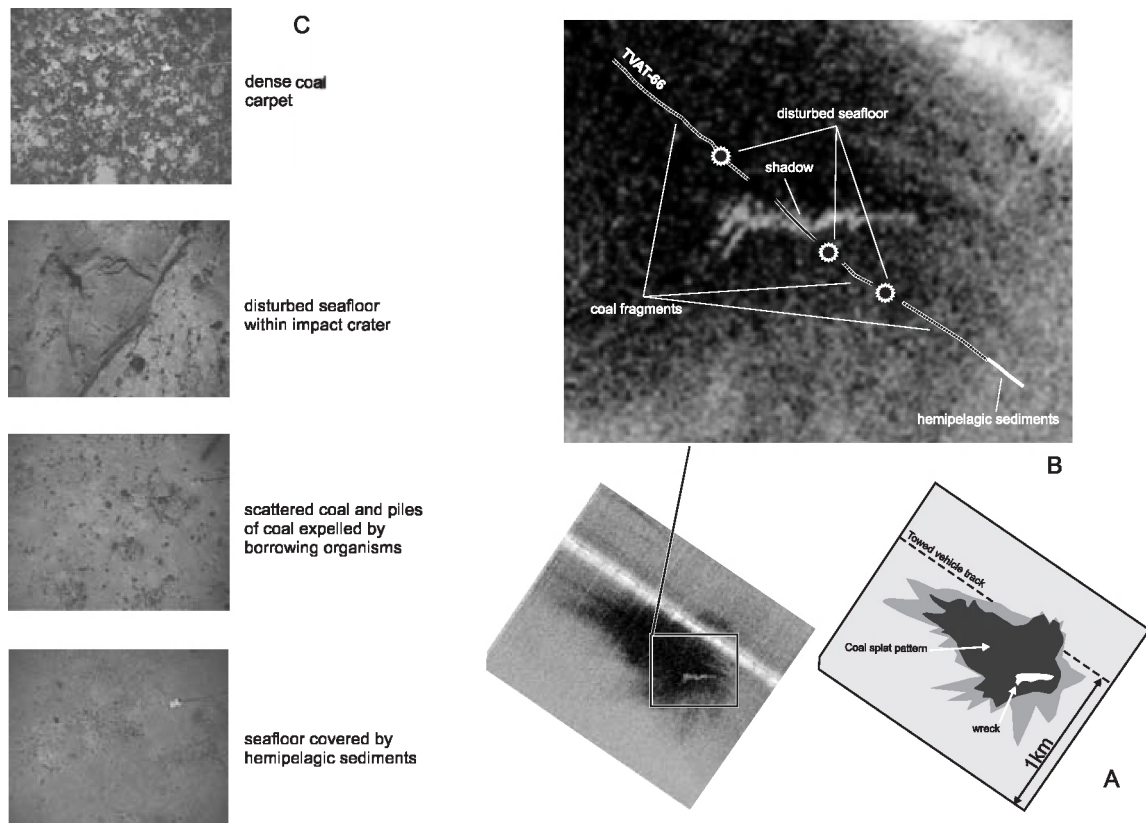 C
dense coal
carpet
disturbed seafloor
within impact crater
scattered coal and piles
of coal expelled by
borrowing organisms
seafloor covered by
hemipelagic sediments
TVAT-66
disturbed seafloor
shadow
coal fragments
hemipelagic sediments
B
Towed vehicle track
Coal splat pattern
wreck
1km
A